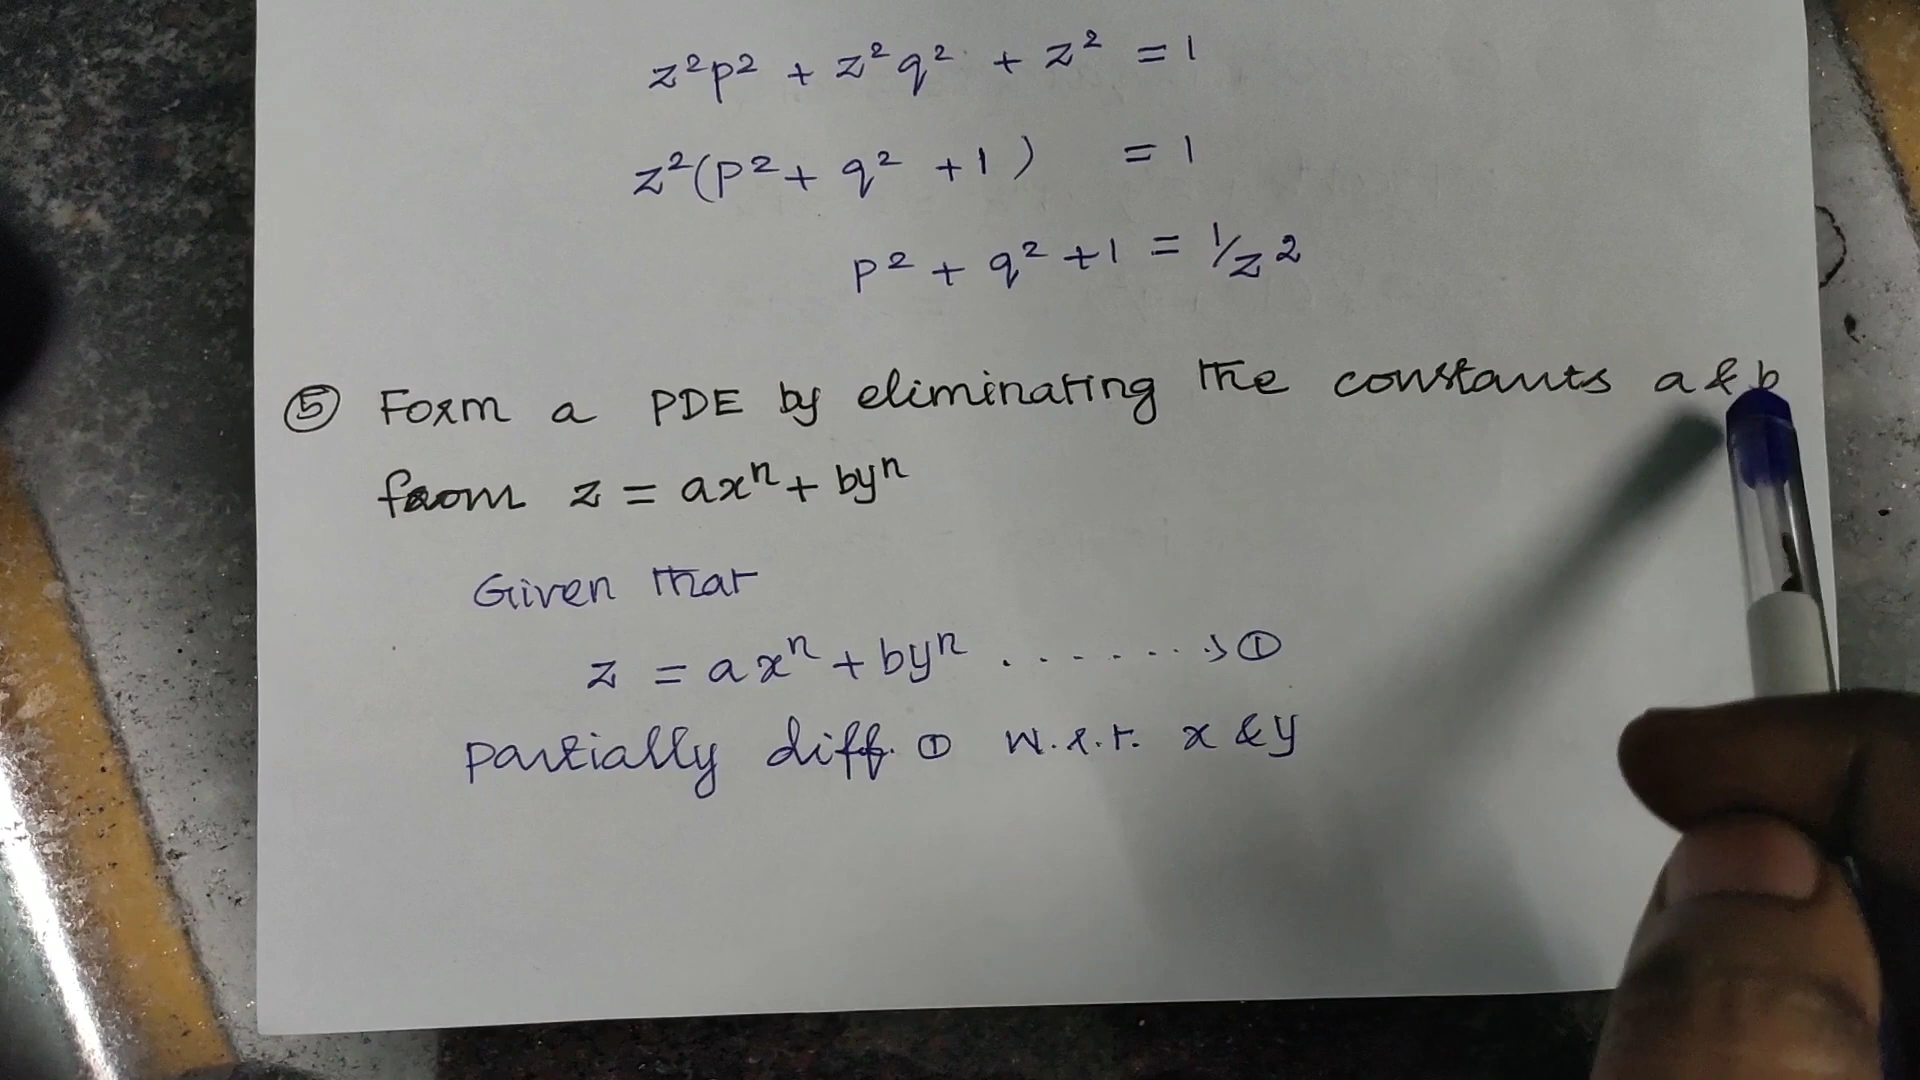 z²p² + z²q² + z² = 1
z²(p² + q² + 1) = 1
p² + q² + 1 = 1/z²
⑤ Form a PDE by eliminating the constants a & b
from z = axⁿ + byⁿ
Given that
z = axⁿ + byⁿ .......→ ①
partially diff. ① w.r.t. x & y